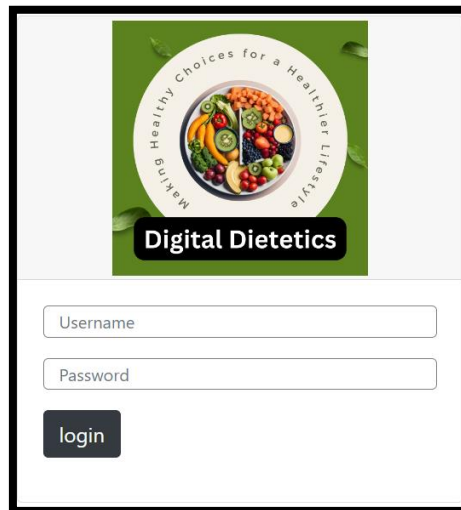 Making Healthy Choices for a Healthier Lifestyle
Digital Dietetics
Username
Password
login